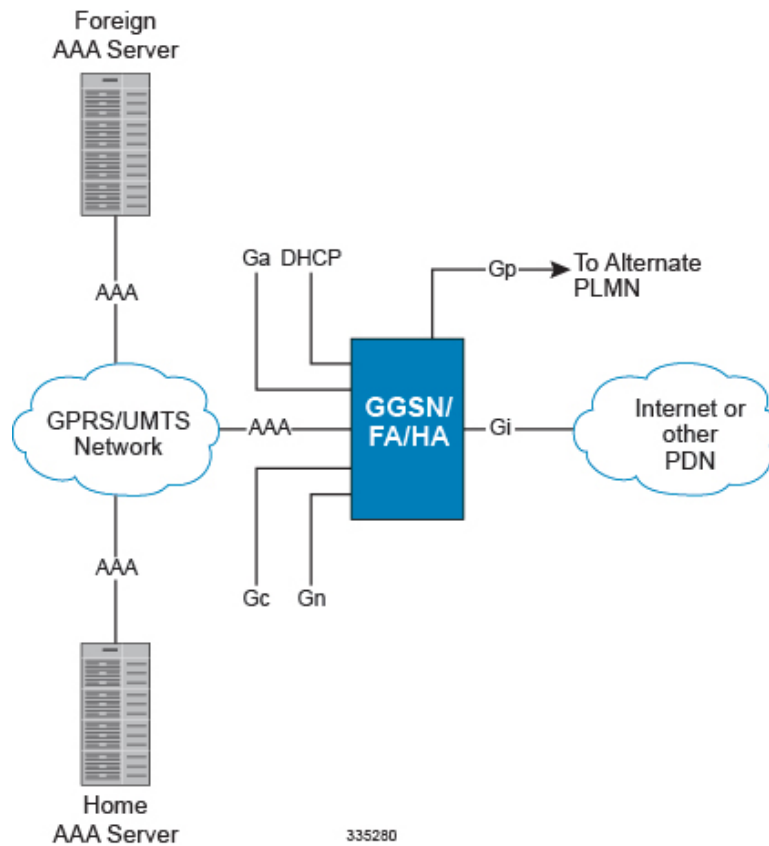 Foreign
AAA Server
Ga DHCP
Gp
To Alternate
PLMN
AAA
GPRS/UMTS
Network
AAA
GGSN/
FA/HA
Gi
Internet or
other
PDN
AAA
Gc Gn
Home
AAA Server
335280